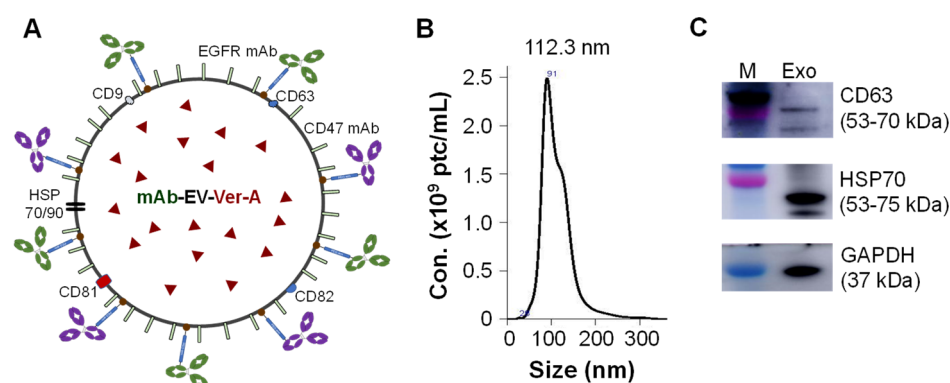 A
EGFR mAb
CD9
CD63
CD47 mAb
HSP
70/90
mAb-EV-Ver-A
CD81
CD82
B
112.3 nm
91
2.5
2.0
1.5
1.0
0.5
0
Con. (x10⁹ ptc/mL)
0 100 200 300
Size (nm)
C
M Exo
CD63
(53-70 kDa)
HSP70
(53-75 kDa)
GAPDH
(37 kDa)